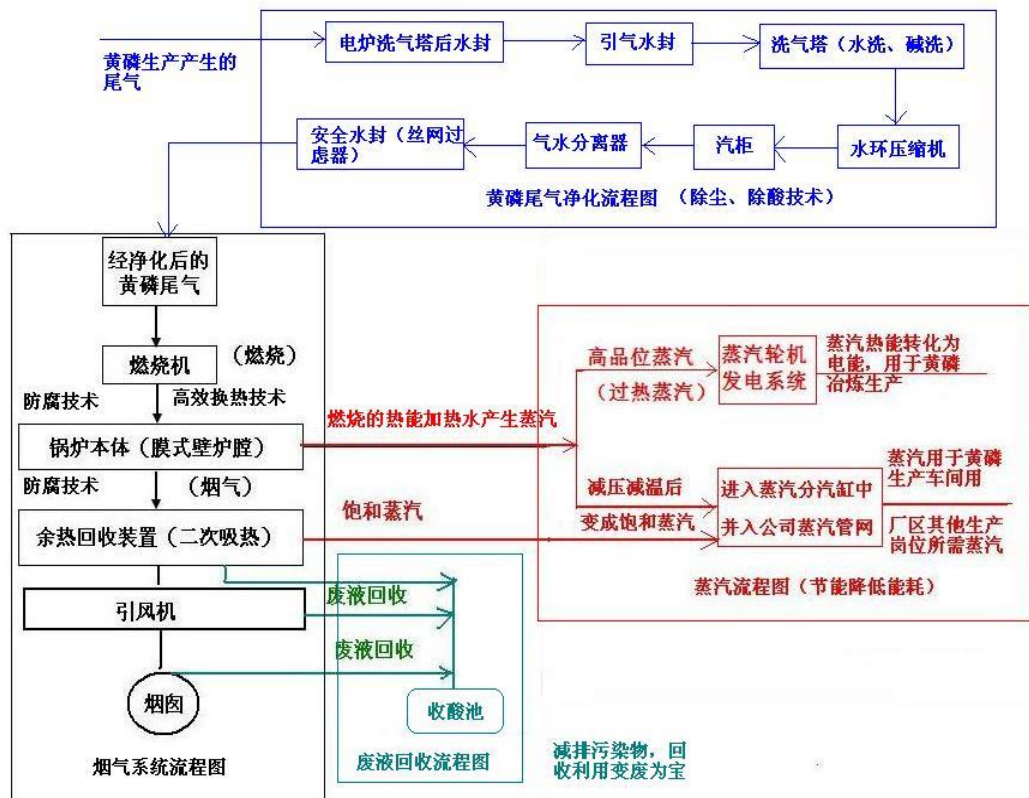 黄磷生产产生的
尾气
电炉洗气塔后水封
引气水封
洗气塔（水洗、碱洗）
安全水封（丝网过
虑器）
气水分离器
汽柜
水环压缩机
黄磷尾气净化流程图 （除尘、除酸技术）
经净化后的
黄磷尾气
燃烧机
（燃烧）
防腐技术
高效换热技术
锅炉本体（膜式壁炉膛）
防腐技术
（烟气）
余热回收装置（二次吸热）
引风机
烟囱
烟气系统流程图
燃烧的热能加热水产生蒸汽
饱和蒸汽
高品位蒸汽
（过热蒸汽）
蒸汽轮机
发电系统
蒸汽热能转化为
电能，用于黄磷
冶炼生产
减压减温后
变成饱和蒸汽
进入蒸汽分汽缸中
并入公司蒸汽管网
蒸汽用于黄磷
生产车间用
厂区其他生产
岗位所需蒸汽
蒸汽流程图（节能降低能耗）
废液回收
废液回收
收酸池
废液回收流程图
减排污染物，回
收利用变废为宝